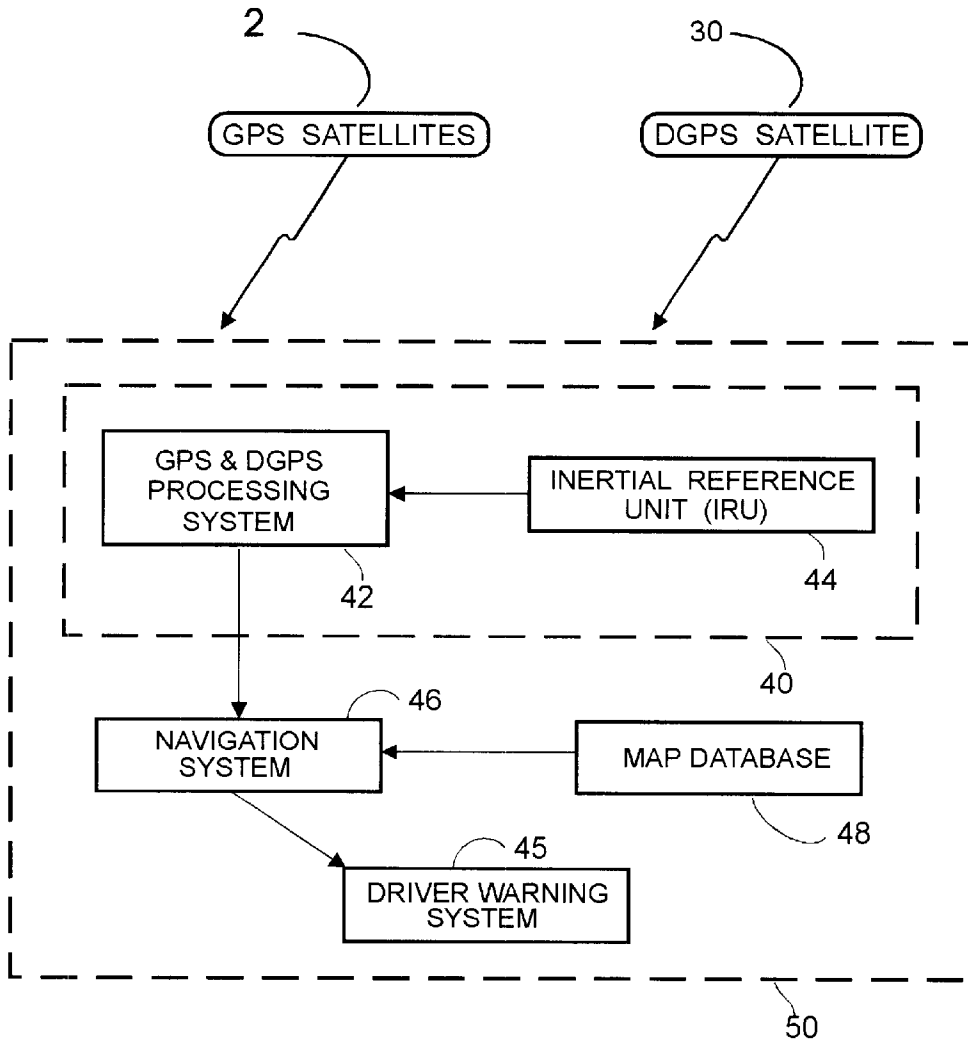 2
30
GPS SATELLITES
DGPS SATELLITE
GPS & DGPS
PROCESSING
SYSTEM
INERTIAL REFERENCE
UNIT (IRU)
42
44
40
46
NAVIGATION
SYSTEM
MAP DATABASE
48
45
DRIVER WARNING
SYSTEM
50